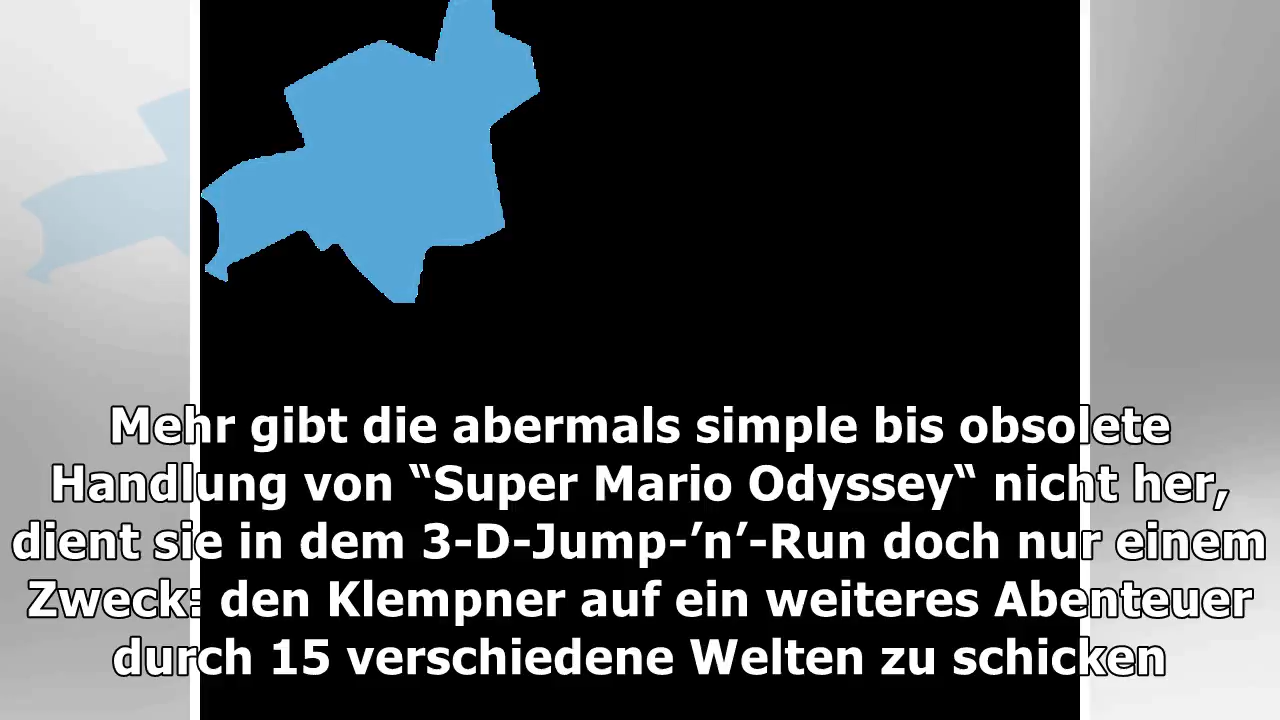 Mehr gibt die abermals simple bis obsolete
Handlung von “Super Mario Odyssey“ nicht her,
dient sie in dem 3-D-Jump-’n’-Run doch nur einem
Zweck: den Klempner auf ein weiteres Abenteuer
durch 15 verschiedene Welten zu schicken